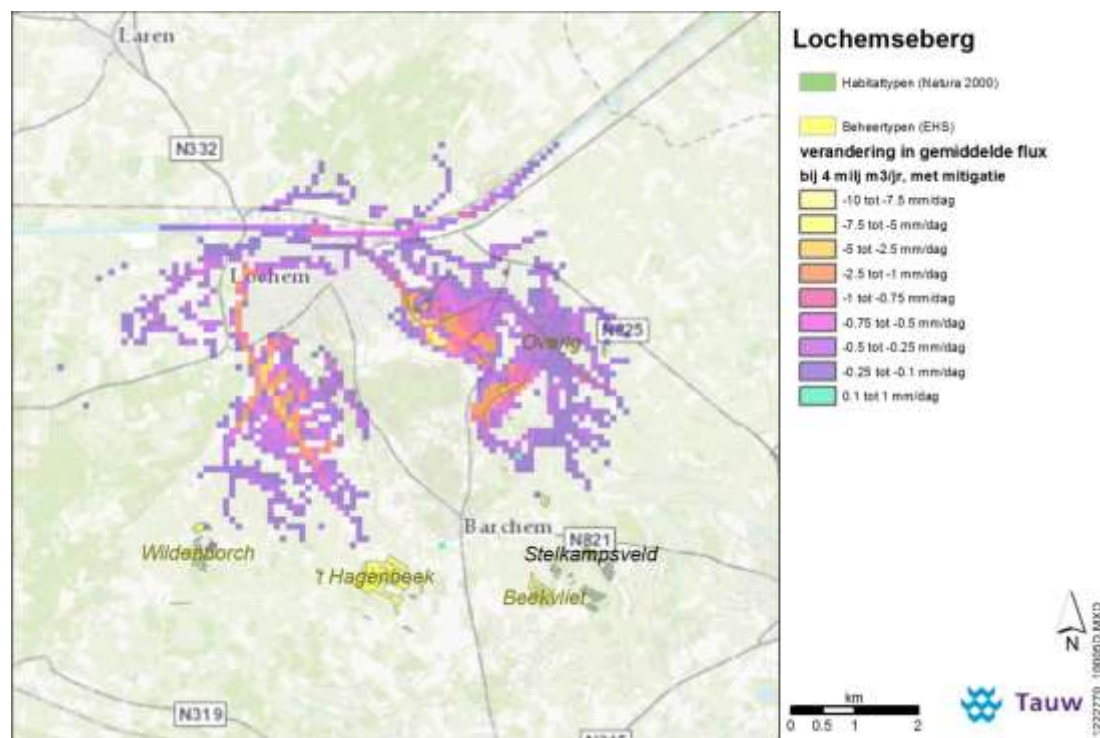 Laren
N332
Lochem
Overig
N825
Barchem
N821
Wildenborch
Stelkampsveld
't Hagenbeek
Beekvliet
N319
Lochemseberg
Habitattypen (Natura 2000)
Beheertypen (EHS)
verandering in gemiddelde flux
bij 4 milj m3/jr, met mitigatie
-10 tot -7.5 mm/dag
-7.5 tot -5 mm/dag
-5 tot -2.5 mm/dag
-2.5 tot -1 mm/dag
-1 tot -0.75 mm/dag
-0.75 tot -0.5 mm/dag
-0.5 tot -0.25 mm/dag
-0.25 tot -0.1 mm/dag
0.1 tot 1 mm/dag
N
km
0 0.5 1 2
Tauw